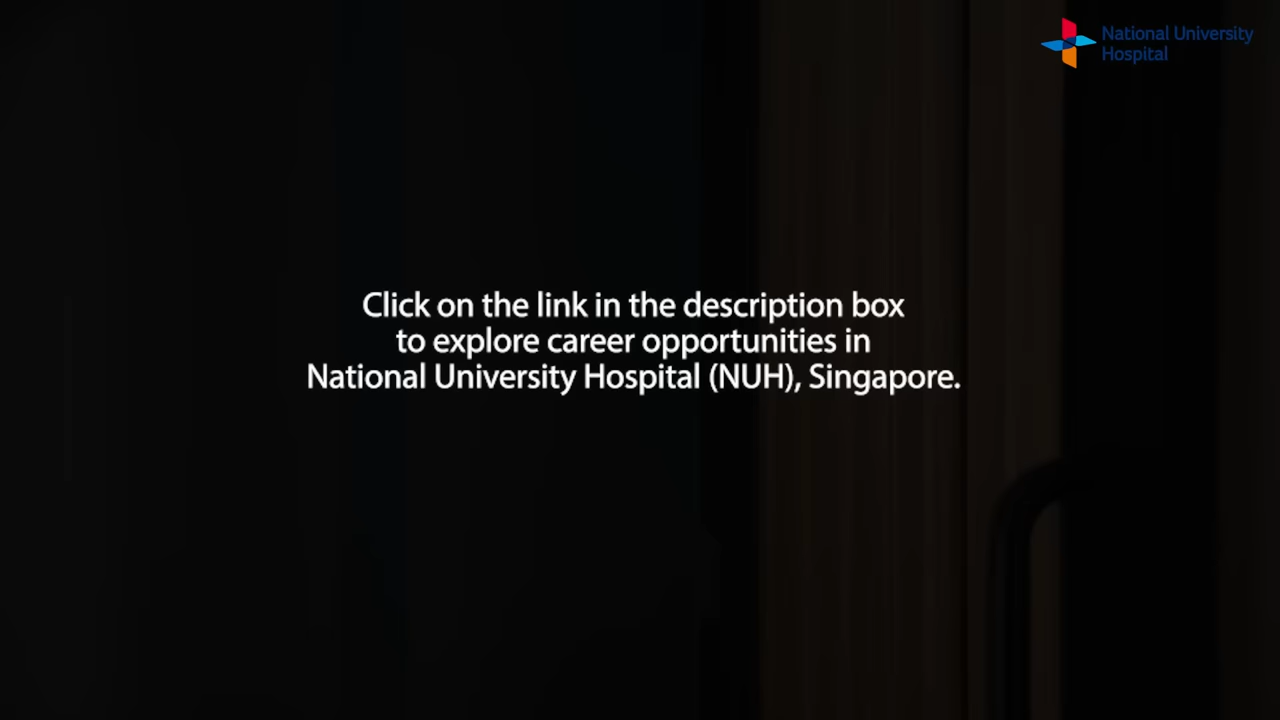 National University
Hospital
Click on the link in the description box
to explore career opportunities in
National University Hospital (NUH), Singapore.